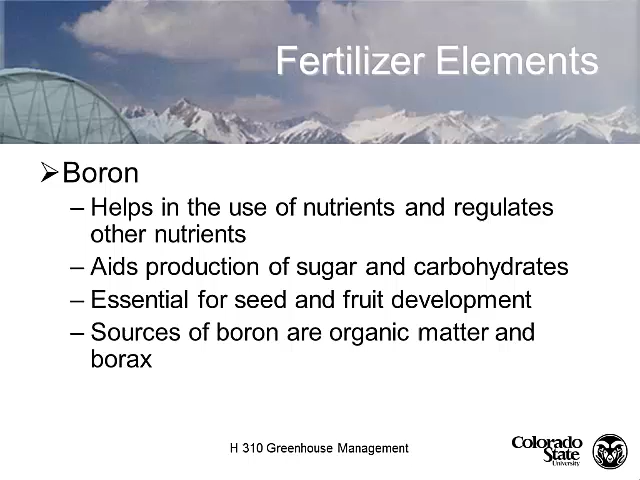 Fertilizer Elements
➢Boron
– Helps in the use of nutrients and regulates
other nutrients
– Aids production of sugar and carbohydrates
– Essential for seed and fruit development
– Sources of boron are organic matter and
borax
H 310 Greenhouse Management
Colorado
State
University